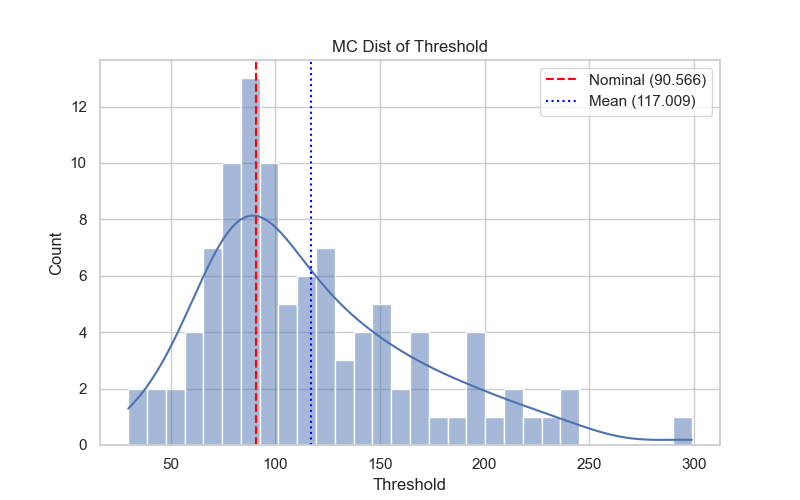 MC Dist of Threshold
Nominal (90.566)
Mean (117.009)
Count
12
10
8
6
4
2
0
50
100
150
200
250
300
Threshold